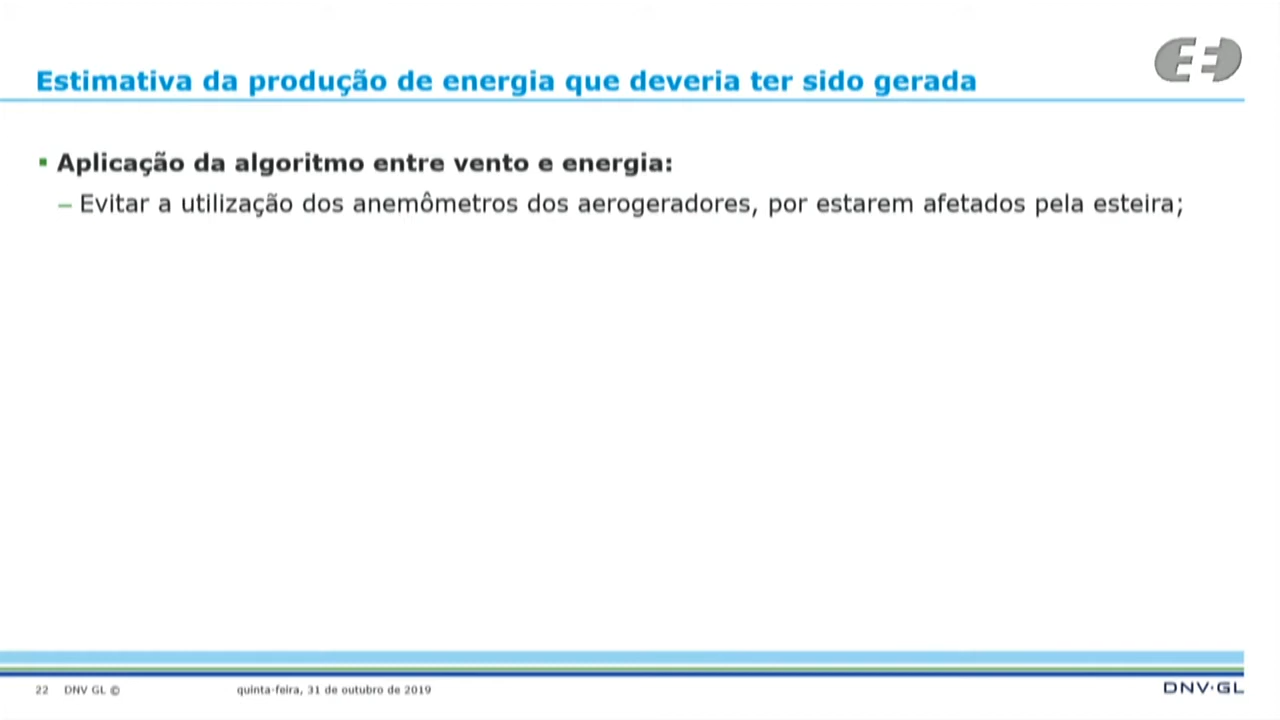 Estimativa da produção de energia que deveria ter sido gerada
Aplicação da algoritmo entre vento e energia:
– Evitar a utilização dos anemômetros dos aerogeradores, por estarem afetados pela esteira;
22 DNV GL © quinta-feira, 31 de outubro de 2019
DNV·GL